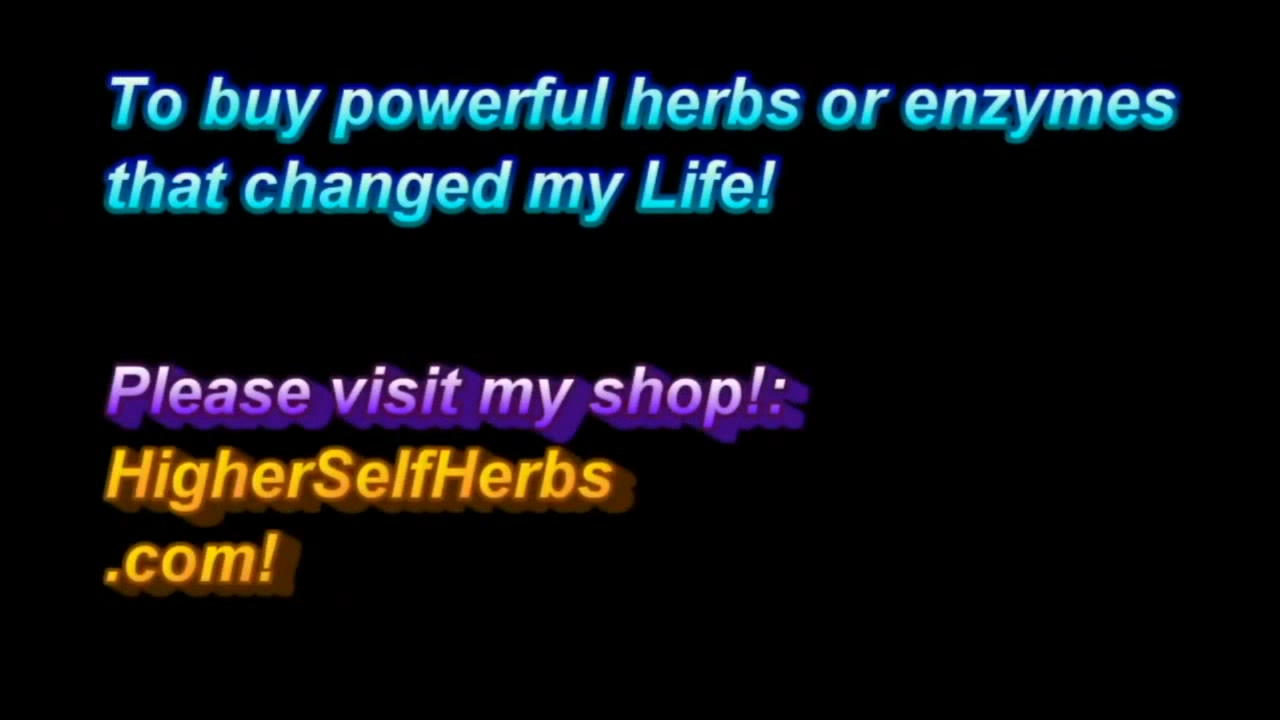 To buy powerful herbs or enzymes
that changed my Life!
Please visit my shop!:
HigherSelfHerbs
.com!